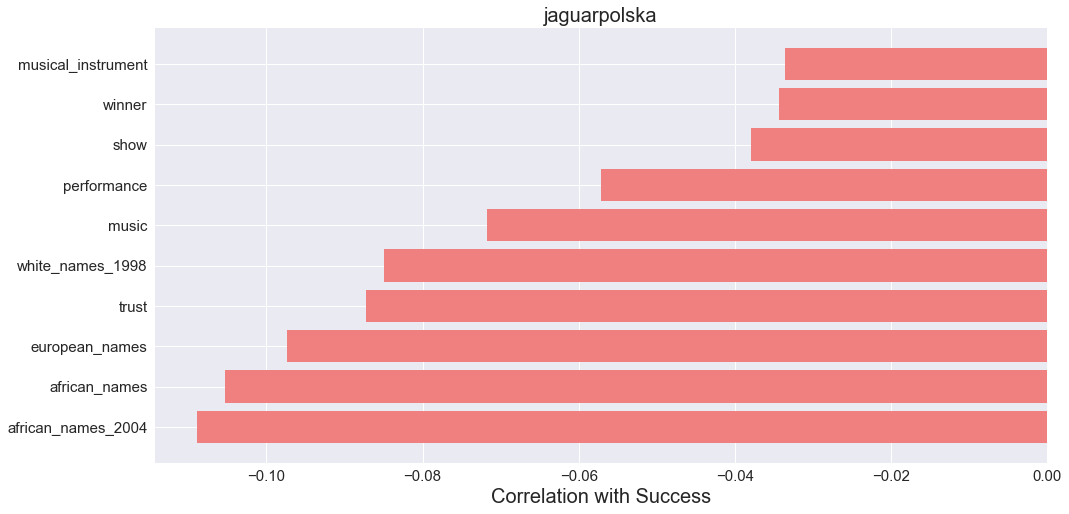 jaguarpolska
musical_instrument
winner
show
performance
music
white_names_1998
trust
european_names
african_names
african_names_2004
−0.10 −0.08 −0.06 −0.04 −0.02 0.00
Correlation with Success